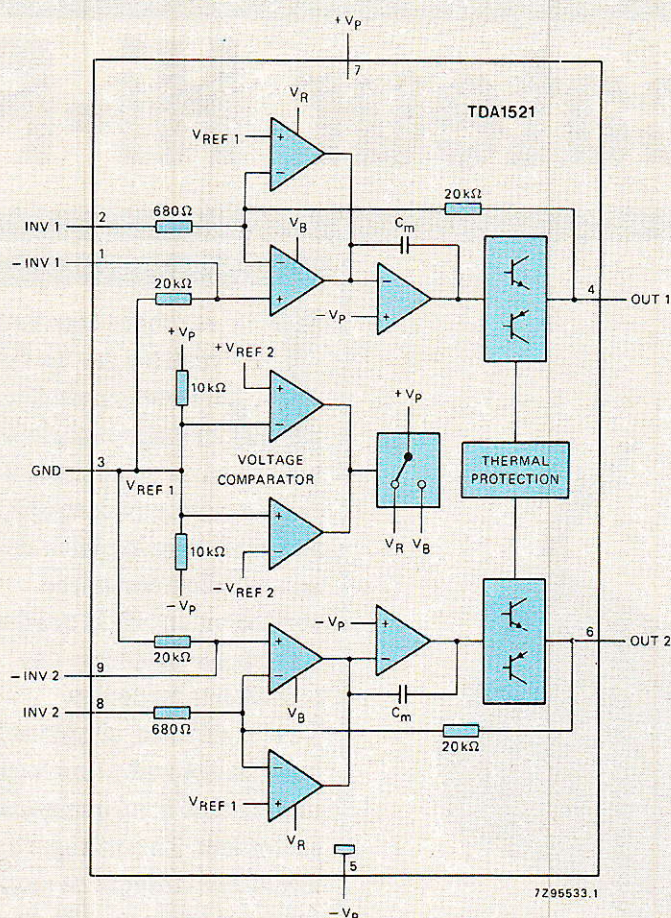 +VP
7
TDA1521
VR
VREF 1
+
−
680Ω
20kΩ
INV 1
2
VB
Cm
−INV 1
1
−
+
−
4
OUT 1
20kΩ
−VP
+
+VP
+VREF 2
10kΩ
+
−
+VP
GND
3
VREF 1
VOLTAGE
COMPARATOR
THERMAL
PROTECTION
+
−
VR
VB
10kΩ
−VREF 2
−VP
−VP
+
−
6
OUT 2
20kΩ
+
−
−INV 2
9
VB
Cm
INV 2
8
680Ω
20kΩ
−
+
VREF 1
VR
5
7Z95533.1
−VP